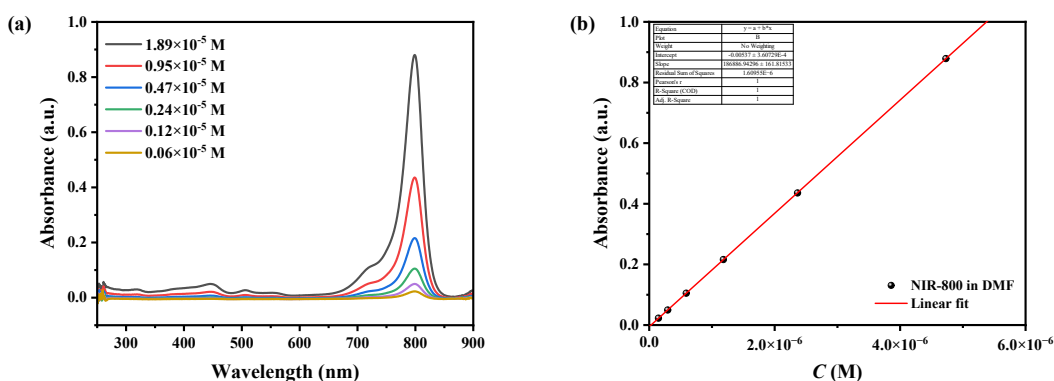 (a)
1.0
0.8
0.6
0.4
0.2
0.0
Absorbance (a.u.)
1.89×10⁻⁵ M
0.95×10⁻⁵ M
0.47×10⁻⁵ M
0.24×10⁻⁵ M
0.12×10⁻⁵ M
0.06×10⁻⁵ M
300 400 500 600 700 800 900
Wavelength (nm)
(b)
1.0
0.8
0.6
0.4
0.2
0.0
Absorbance (a.u.)
Equation y = a + b*x
Plot B
Weight No Weighting
Intercept -0.00537 ± 3.60729E-4
Slope 186886.94296 ± 161.81533
Residual Sum of Squares 1.60955E-6
Pearson's r 1
R-Square (COD) 1
Adj. R-Square 1
NIR-800 in DMF
Linear fit
0.0 2.0×10⁻⁶ 4.0×10⁻⁶ 6.0×10⁻⁶
C (M)